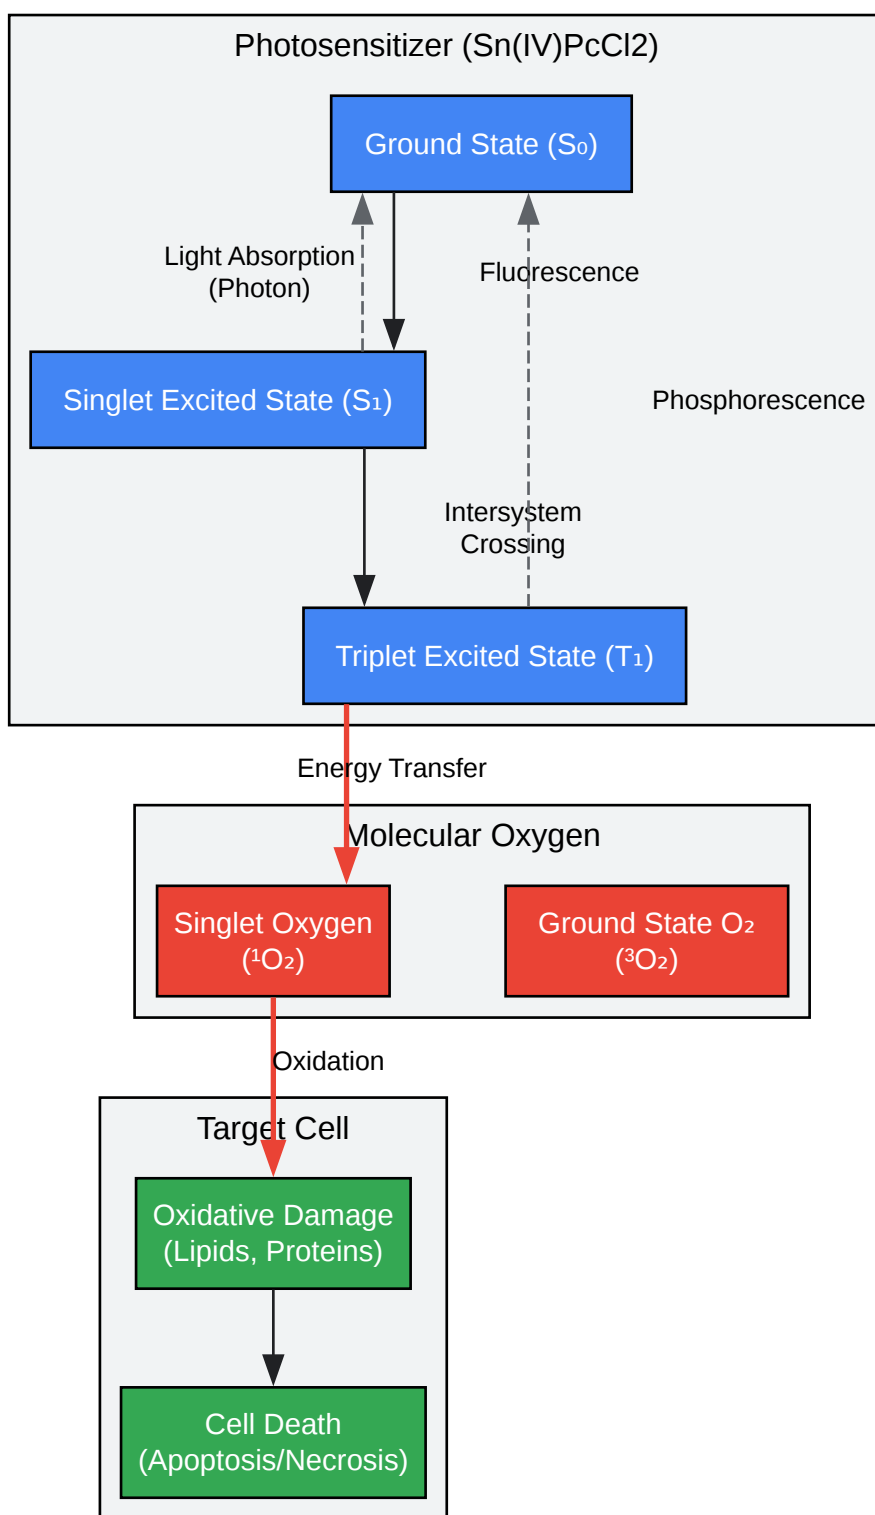 Photosensitizer (Sn(IV)PcCl2)
Ground State (S₀)
Light Absorption
(Photon)
Fluorescence
Singlet Excited State (S₁)
Phosphorescence
Intersystem
Crossing
Triplet Excited State (T₁)
Energy Transfer
Molecular Oxygen
Singlet Oxygen
(¹O₂)
Ground State O₂
(³O₂)
Oxidation
Target Cell
Oxidative Damage
(Lipids, Proteins)
Cell Death
(Apoptosis/Necrosis)